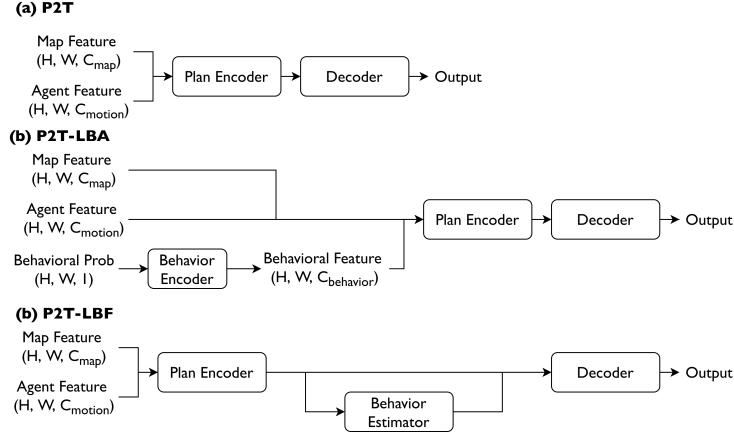 (a) P2T
Map Feature
(H, W, Cmap)
Agent Feature
(H, W, Cmotion)
Plan Encoder
Decoder
Output
(b) P2T-LBA
Map Feature
(H, W, Cmap)
Agent Feature
(H, W, Cmotion)
Behavioral Prob
(H, W, 1)
Behavior
Encoder
Behavioral Feature
(H, W, Cbehavior)
Plan Encoder
Decoder
Output
(b) P2T-LBF
Map Feature
(H, W, Cmap)
Agent Feature
(H, W, Cmotion)
Plan Encoder
Behavior
Estimator
Decoder
Output